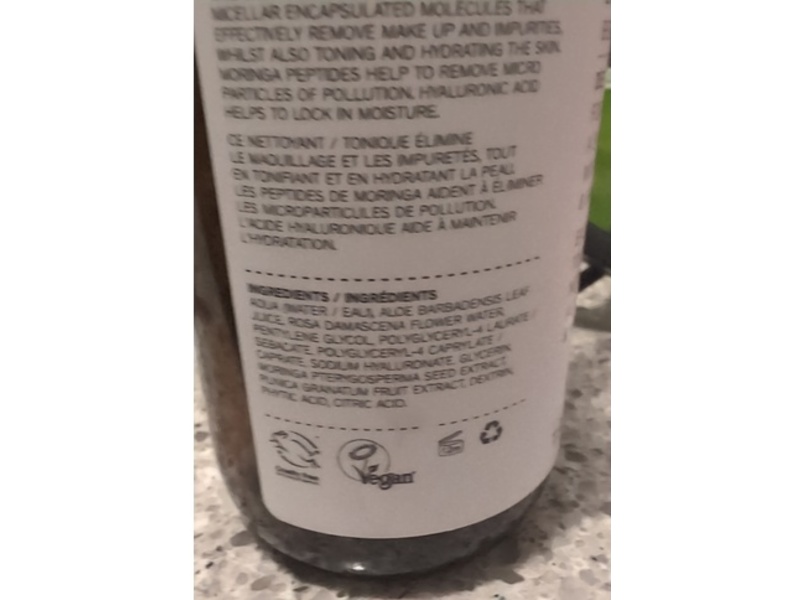 MICELLAR ENCAPSULATED MOLECULES THAT
EFFECTIVELY REMOVE MAKE UP AND IMPURITIES,
WHILST ALSO TONING AND HYDRATING THE SKIN.
MORINGA PEPTIDES HELP TO REMOVE MICRO
PARTICLES OF POLLUTION. HYALURONIC ACID
HELPS TO LOCK IN MOISTURE.
CE NETTOYANT / TONIQUE ÉLIMINE
LE MAQUILLAGE ET LES IMPURETÉS, TOUT
EN TONIFIANT ET EN HYDRATANT LA PEAU.
LES PEPTIDES DE MORINGA AIDENT À ÉLIMINER
LES MICROPARTICULES DE POLLUTION.
L'ACIDE HYALURONIQUE AIDE À MAINTENIR
L'HYDRATATION.
INGREDIENTS / INGRÉDIENTS
AQUA (WATER / EAU), ALOE BARBADENSIS LEAF
JUICE, ROSA DAMASCENA FLOWER WATER,
PENTYLENE GLYCOL, POLYGLYCERYL-4 LAURATE /
SEBACATE, POLYGLYCERYL-4 CAPRYLATE /
CAPRATE, SODIUM HYALURONATE, GLYCERIN,
MORINGA PTERYGOSPERMA SEED EXTRACT,
PUNICA GRANATUM FRUIT EXTRACT, DEXTRIN,
PHYTIC ACID, CITRIC ACID.
Cruelty free
Vegan